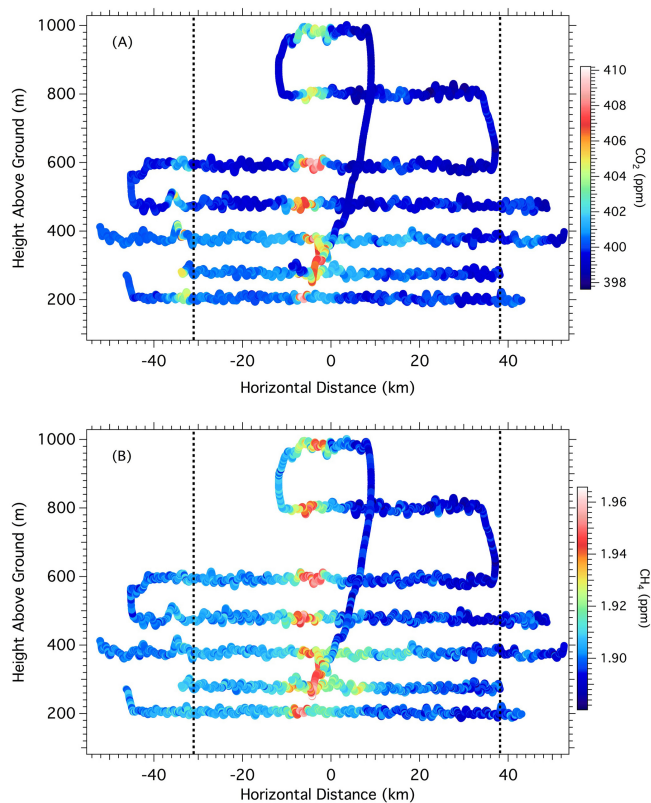 (A)
1000
800
600
400
200
Height Above Ground (m)
-40 -20 0 20 40
Horizontal Distance (km)
410
408
406
404
402
400
398
CO₂ (ppm)
(B)
1000
800
600
400
200
Height Above Ground (m)
-40 -20 0 20 40
Horizontal Distance (km)
1.96
1.94
1.92
1.90
CH₄ (ppm)